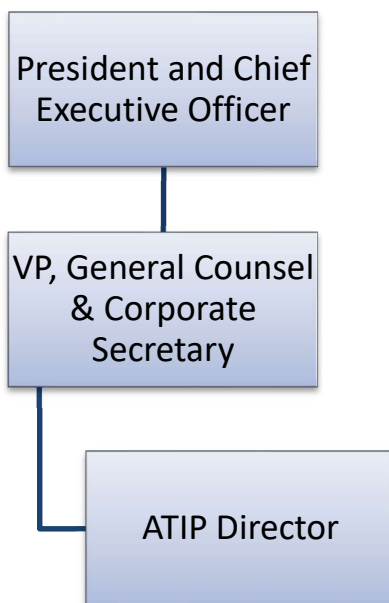 President and Chief
Executive Officer
VP, General Counsel
& Corporate
Secretary
ATIP Director